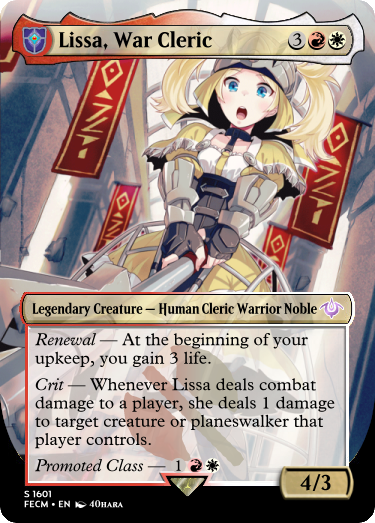 Lissa, War Cleric 3
Legendary Creature — Human Cleric Warrior Noble
Renewal — At the beginning of your
upkeep, you gain 3 life.
Crit — Whenever Lissa deals combat
damage to a player, she deals 1 damage
to target creature or planeswalker that
player controls.
Promoted Class — 1
4/3
S 1601
FECM • EN 40HARA